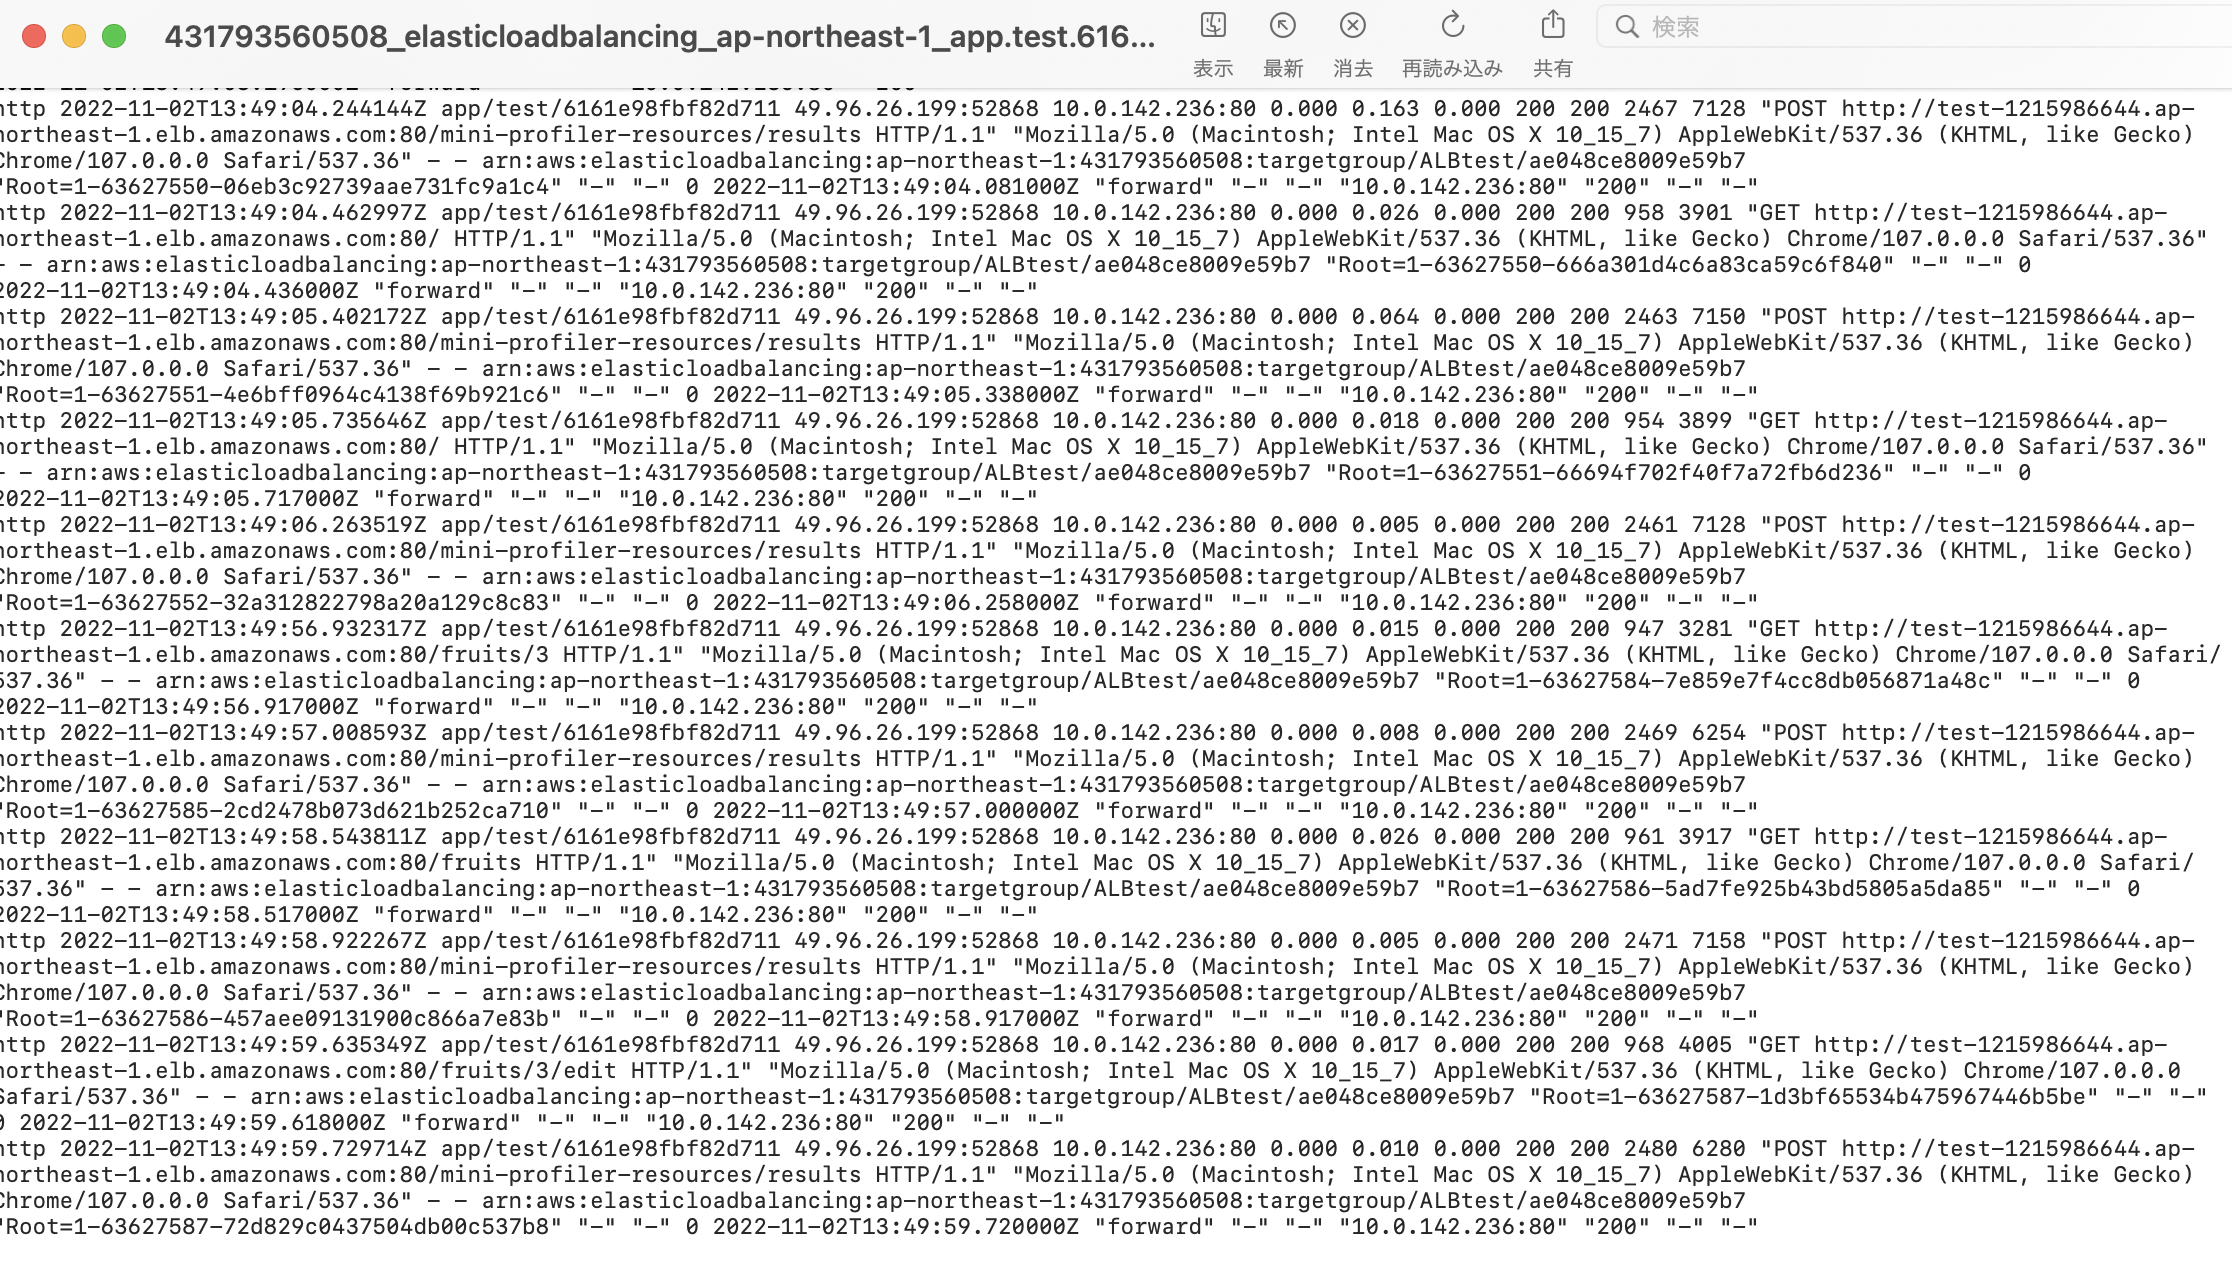 431793560508_elasticloadbalancing_ap-northeast-1_app.test.616...
表示 最新 消去 再読み込み 共有 検索
http 2022-11-02T13:49:04.244144Z app/test/6161e98fbf82d711 49.96.26.199:52868 10.0.142.236:80 0.000 0.163 0.000 200 200 2467 7128 "POST http://test-1215986644.ap-
northeast-1.elb.amazonaws.com:80/mini-profiler-resources/results HTTP/1.1" "Mozilla/5.0 (Macintosh; Intel Mac OS X 10_15_7) AppleWebKit/537.36 (KHTML, like Gecko)
Chrome/107.0.0.0 Safari/537.36" - - arn:aws:elasticloadbalancing:ap-northeast-1:431793560508:targetgroup/ALBtest/ae048ce8009e59b7
"Root=1-63627550-06eb3c92739aae731fc9a1c4" "-" "-" 0 2022-11-02T13:49:04.081000Z "forward" "-" "-" "10.0.142.236:80" "200" "-" "-"
http 2022-11-02T13:49:04.462997Z app/test/6161e98fbf82d711 49.96.26.199:52868 10.0.142.236:80 0.000 0.026 0.000 200 200 958 3901 "GET http://test-1215986644.ap-
northeast-1.elb.amazonaws.com:80/ HTTP/1.1" "Mozilla/5.0 (Macintosh; Intel Mac OS X 10_15_7) AppleWebKit/537.36 (KHTML, like Gecko) Chrome/107.0.0.0 Safari/537.36"
- - arn:aws:elasticloadbalancing:ap-northeast-1:431793560508:targetgroup/ALBtest/ae048ce8009e59b7 "Root=1-63627550-666a301d4c6a83ca59c6f840" "-" "-" 0
2022-11-02T13:49:04.436000Z "forward" "-" "-" "10.0.142.236:80" "200" "-" "-"
http 2022-11-02T13:49:05.402172Z app/test/6161e98fbf82d711 49.96.26.199:52868 10.0.142.236:80 0.000 0.064 0.000 200 200 2463 7150 "POST http://test-1215986644.ap-
northeast-1.elb.amazonaws.com:80/mini-profiler-resources/results HTTP/1.1" "Mozilla/5.0 (Macintosh; Intel Mac OS X 10_15_7) AppleWebKit/537.36 (KHTML, like Gecko)
Chrome/107.0.0.0 Safari/537.36" - - arn:aws:elasticloadbalancing:ap-northeast-1:431793560508:targetgroup/ALBtest/ae048ce8009e59b7
"Root=1-63627551-4e6bff0964c4138f69b921c6" "-" "-" 0 2022-11-02T13:49:05.338000Z "forward" "-" "-" "10.0.142.236:80" "200" "-" "-"
http 2022-11-02T13:49:05.735646Z app/test/6161e98fbf82d711 49.96.26.199:52868 10.0.142.236:80 0.000 0.018 0.000 200 200 954 3899 "GET http://test-1215986644.ap-
northeast-1.elb.amazonaws.com:80/ HTTP/1.1" "Mozilla/5.0 (Macintosh; Intel Mac OS X 10_15_7) AppleWebKit/537.36 (KHTML, like Gecko) Chrome/107.0.0.0 Safari/537.36"
- - arn:aws:elasticloadbalancing:ap-northeast-1:431793560508:targetgroup/ALBtest/ae048ce8009e59b7 "Root=1-63627551-66694f702f40f7a72fb6d236" "-" "-" 0
2022-11-02T13:49:05.717000Z "forward" "-" "-" "10.0.142.236:80" "200" "-" "-"
http 2022-11-02T13:49:06.263519Z app/test/6161e98fbf82d711 49.96.26.199:52868 10.0.142.236:80 0.000 0.005 0.000 200 200 2461 7128 "POST http://test-1215986644.ap-
northeast-1.elb.amazonaws.com:80/mini-profiler-resources/results HTTP/1.1" "Mozilla/5.0 (Macintosh; Intel Mac OS X 10_15_7) AppleWebKit/537.36 (KHTML, like Gecko)
Chrome/107.0.0.0 Safari/537.36" - - arn:aws:elasticloadbalancing:ap-northeast-1:431793560508:targetgroup/ALBtest/ae048ce8009e59b7
"Root=1-63627552-32a312822798a20a129c8c83" "-" "-" 0 2022-11-02T13:49:06.258000Z "forward" "-" "-" "10.0.142.236:80" "200" "-" "-"
http 2022-11-02T13:49:56.932317Z app/test/6161e98fbf82d711 49.96.26.199:52868 10.0.142.236:80 0.000 0.015 0.000 200 200 947 3281 "GET http://test-1215986644.ap-
northeast-1.elb.amazonaws.com:80/fruits/3 HTTP/1.1" "Mozilla/5.0 (Macintosh; Intel Mac OS X 10_15_7) AppleWebKit/537.36 (KHTML, like Gecko) Chrome/107.0.0.0 Safari/
537.36" - - arn:aws:elasticloadbalancing:ap-northeast-1:431793560508:targetgroup/ALBtest/ae048ce8009e59b7 "Root=1-63627584-7e859e7f4cc8db056871a48c" "-" "-" 0
2022-11-02T13:49:56.917000Z "forward" "-" "-" "10.0.142.236:80" "200" "-" "-"
http 2022-11-02T13:49:57.008593Z app/test/6161e98fbf82d711 49.96.26.199:52868 10.0.142.236:80 0.000 0.008 0.000 200 200 2469 6254 "POST http://test-1215986644.ap-
northeast-1.elb.amazonaws.com:80/mini-profiler-resources/results HTTP/1.1" "Mozilla/5.0 (Macintosh; Intel Mac OS X 10_15_7) AppleWebKit/537.36 (KHTML, like Gecko)
Chrome/107.0.0.0 Safari/537.36" - - arn:aws:elasticloadbalancing:ap-northeast-1:431793560508:targetgroup/ALBtest/ae048ce8009e59b7
"Root=1-63627585-2cd2478b073d621b252ca710" "-" "-" 0 2022-11-02T13:49:57.000000Z "forward" "-" "-" "10.0.142.236:80" "200" "-" "-"
http 2022-11-02T13:49:58.543811Z app/test/6161e98fbf82d711 49.96.26.199:52868 10.0.142.236:80 0.000 0.026 0.000 200 200 961 3917 "GET http://test-1215986644.ap-
northeast-1.elb.amazonaws.com:80/fruits HTTP/1.1" "Mozilla/5.0 (Macintosh; Intel Mac OS X 10_15_7) AppleWebKit/537.36 (KHTML, like Gecko) Chrome/107.0.0.0 Safari/
537.36" - - arn:aws:elasticloadbalancing:ap-northeast-1:431793560508:targetgroup/ALBtest/ae048ce8009e59b7 "Root=1-63627586-5ad7fe925b43bd5805a5da85" "-" "-" 0
2022-11-02T13:49:58.517000Z "forward" "-" "-" "10.0.142.236:80" "200" "-" "-"
http 2022-11-02T13:49:58.922267Z app/test/6161e98fbf82d711 49.96.26.199:52868 10.0.142.236:80 0.000 0.005 0.000 200 200 2471 7158 "POST http://test-1215986644.ap-
northeast-1.elb.amazonaws.com:80/mini-profiler-resources/results HTTP/1.1" "Mozilla/5.0 (Macintosh; Intel Mac OS X 10_15_7) AppleWebKit/537.36 (KHTML, like Gecko)
Chrome/107.0.0.0 Safari/537.36" - - arn:aws:elasticloadbalancing:ap-northeast-1:431793560508:targetgroup/ALBtest/ae048ce8009e59b7
"Root=1-63627586-457aee09131900c866a7e83b" "-" "-" 0 2022-11-02T13:49:58.917000Z "forward" "-" "-" "10.0.142.236:80" "200" "-" "-"
http 2022-11-02T13:49:59.635349Z app/test/6161e98fbf82d711 49.96.26.199:52868 10.0.142.236:80 0.000 0.017 0.000 200 200 968 4005 "GET http://test-1215986644.ap-
northeast-1.elb.amazonaws.com:80/fruits/3/edit HTTP/1.1" "Mozilla/5.0 (Macintosh; Intel Mac OS X 10_15_7) AppleWebKit/537.36 (KHTML, like Gecko) Chrome/107.0.0.0
Safari/537.36" - - arn:aws:elasticloadbalancing:ap-northeast-1:431793560508:targetgroup/ALBtest/ae048ce8009e59b7 "Root=1-63627587-1d3bf65534b475967446b5be" "-" "-"
0 2022-11-02T13:49:59.618000Z "forward" "-" "-" "10.0.142.236:80" "200" "-" "-"
http 2022-11-02T13:49:59.729714Z app/test/6161e98fbf82d711 49.96.26.199:52868 10.0.142.236:80 0.000 0.010 0.000 200 200 2480 6280 "POST http://test-1215986644.ap-
northeast-1.elb.amazonaws.com:80/mini-profiler-resources/results HTTP/1.1" "Mozilla/5.0 (Macintosh; Intel Mac OS X 10_15_7) AppleWebKit/537.36 (KHTML, like Gecko)
Chrome/107.0.0.0 Safari/537.36" - - arn:aws:elasticloadbalancing:ap-northeast-1:431793560508:targetgroup/ALBtest/ae048ce8009e59b7
"Root=1-63627587-72d829c0437504db00c537b8" "-" "-" 0 2022-11-02T13:49:59.720000Z "forward" "-" "-" "10.0.142.236:80" "200" "-" "-"